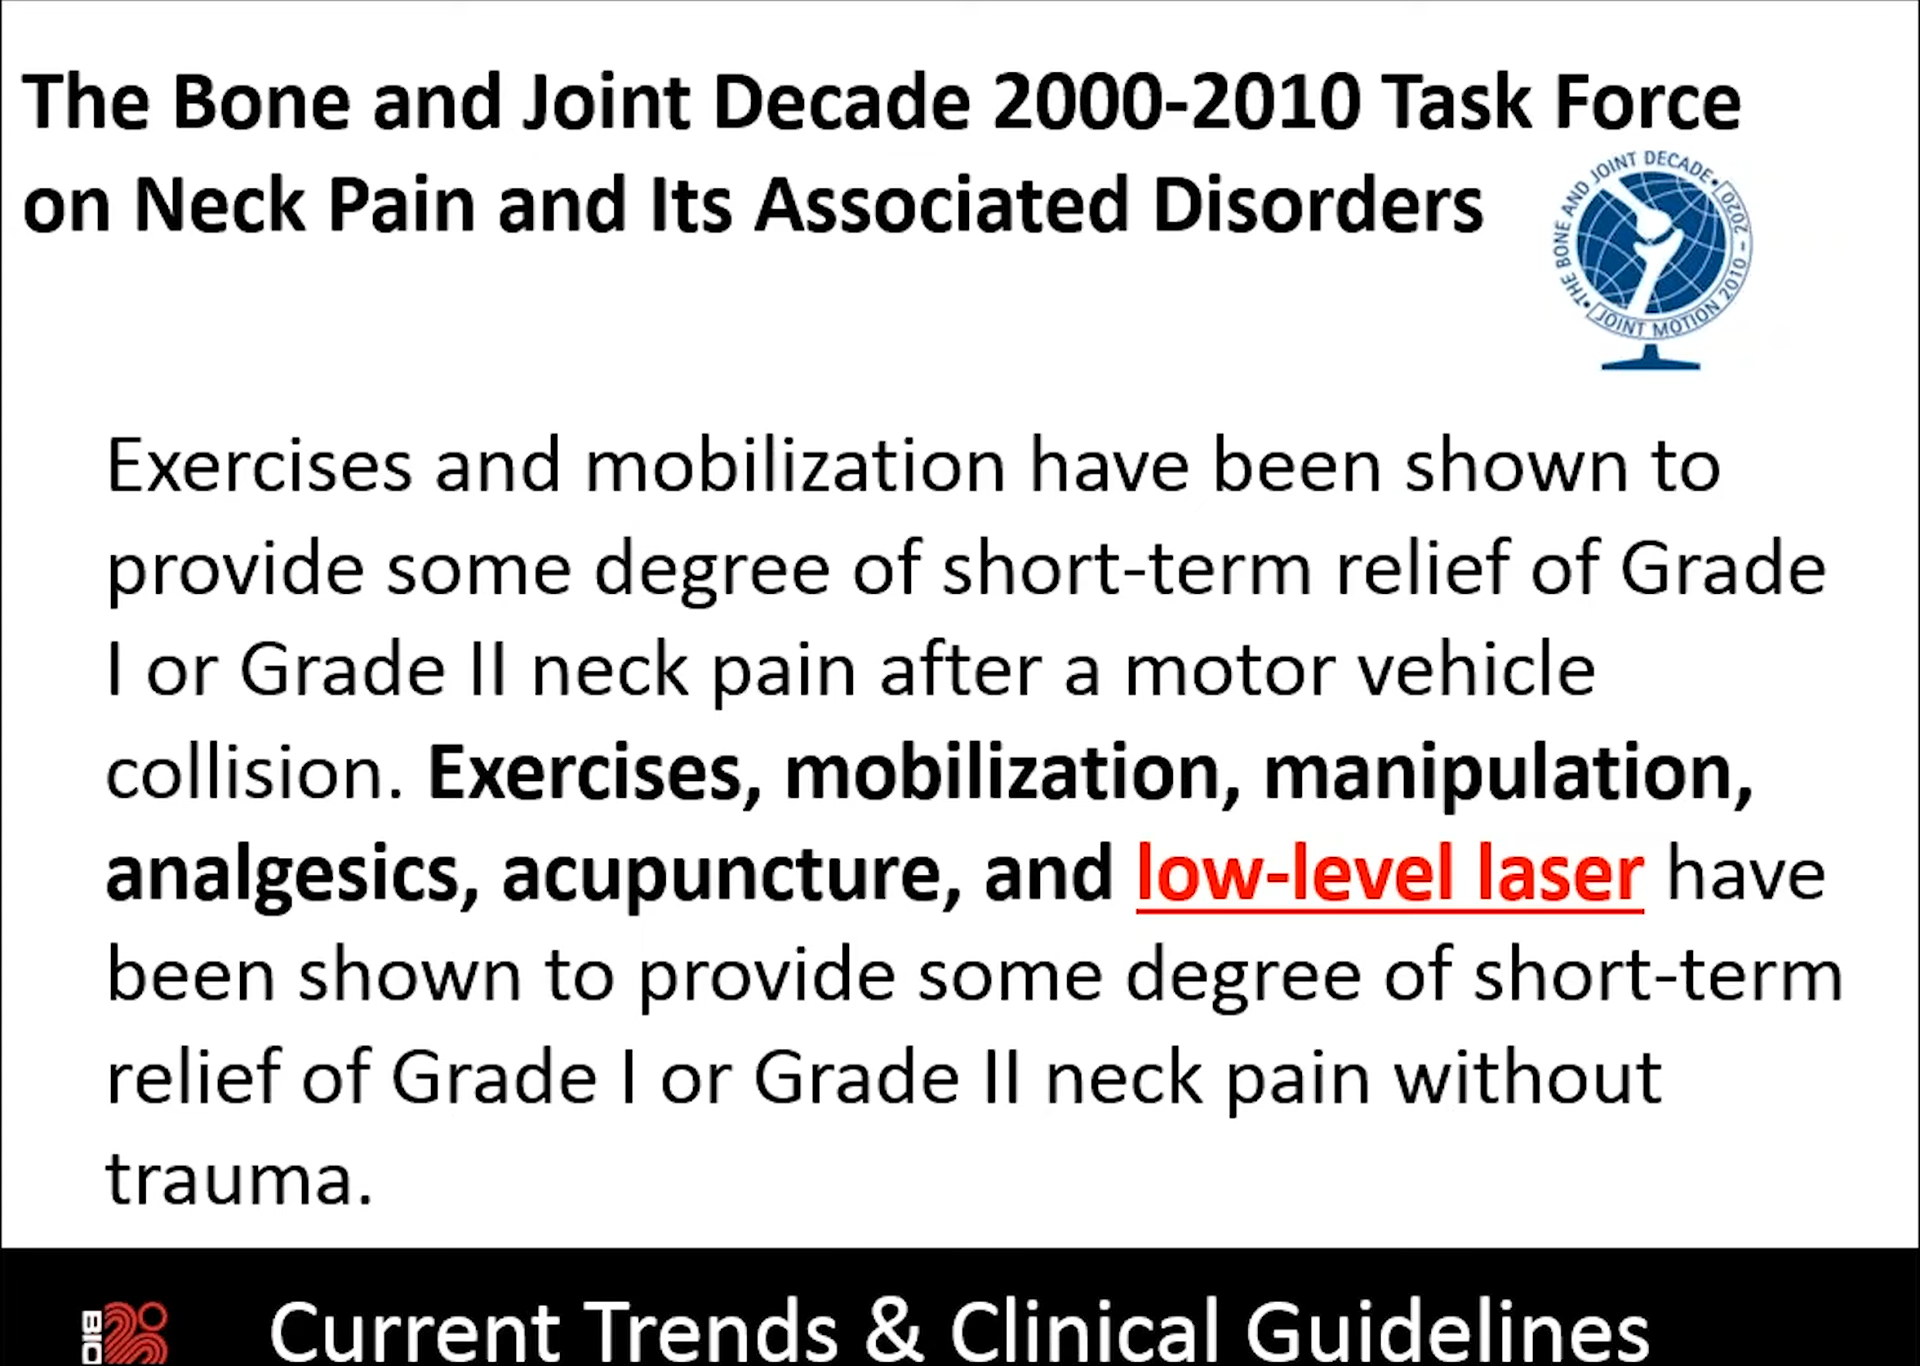 The Bone and Joint Decade 2000-2010 Task Force
on Neck Pain and Its Associated Disorders
•THE BONE AND JOINT DECADE•
JOINT MOTION 2010 – 2020
Exercises and mobilization have been shown to
provide some degree of short-term relief of Grade
I or Grade II neck pain after a motor vehicle
collision. Exercises, mobilization, manipulation,
analgesics, acupuncture, and low-level laser have
been shown to provide some degree of short-term
relief of Grade I or Grade II neck pain without
trauma.
Current Trends & Clinical Guidelines